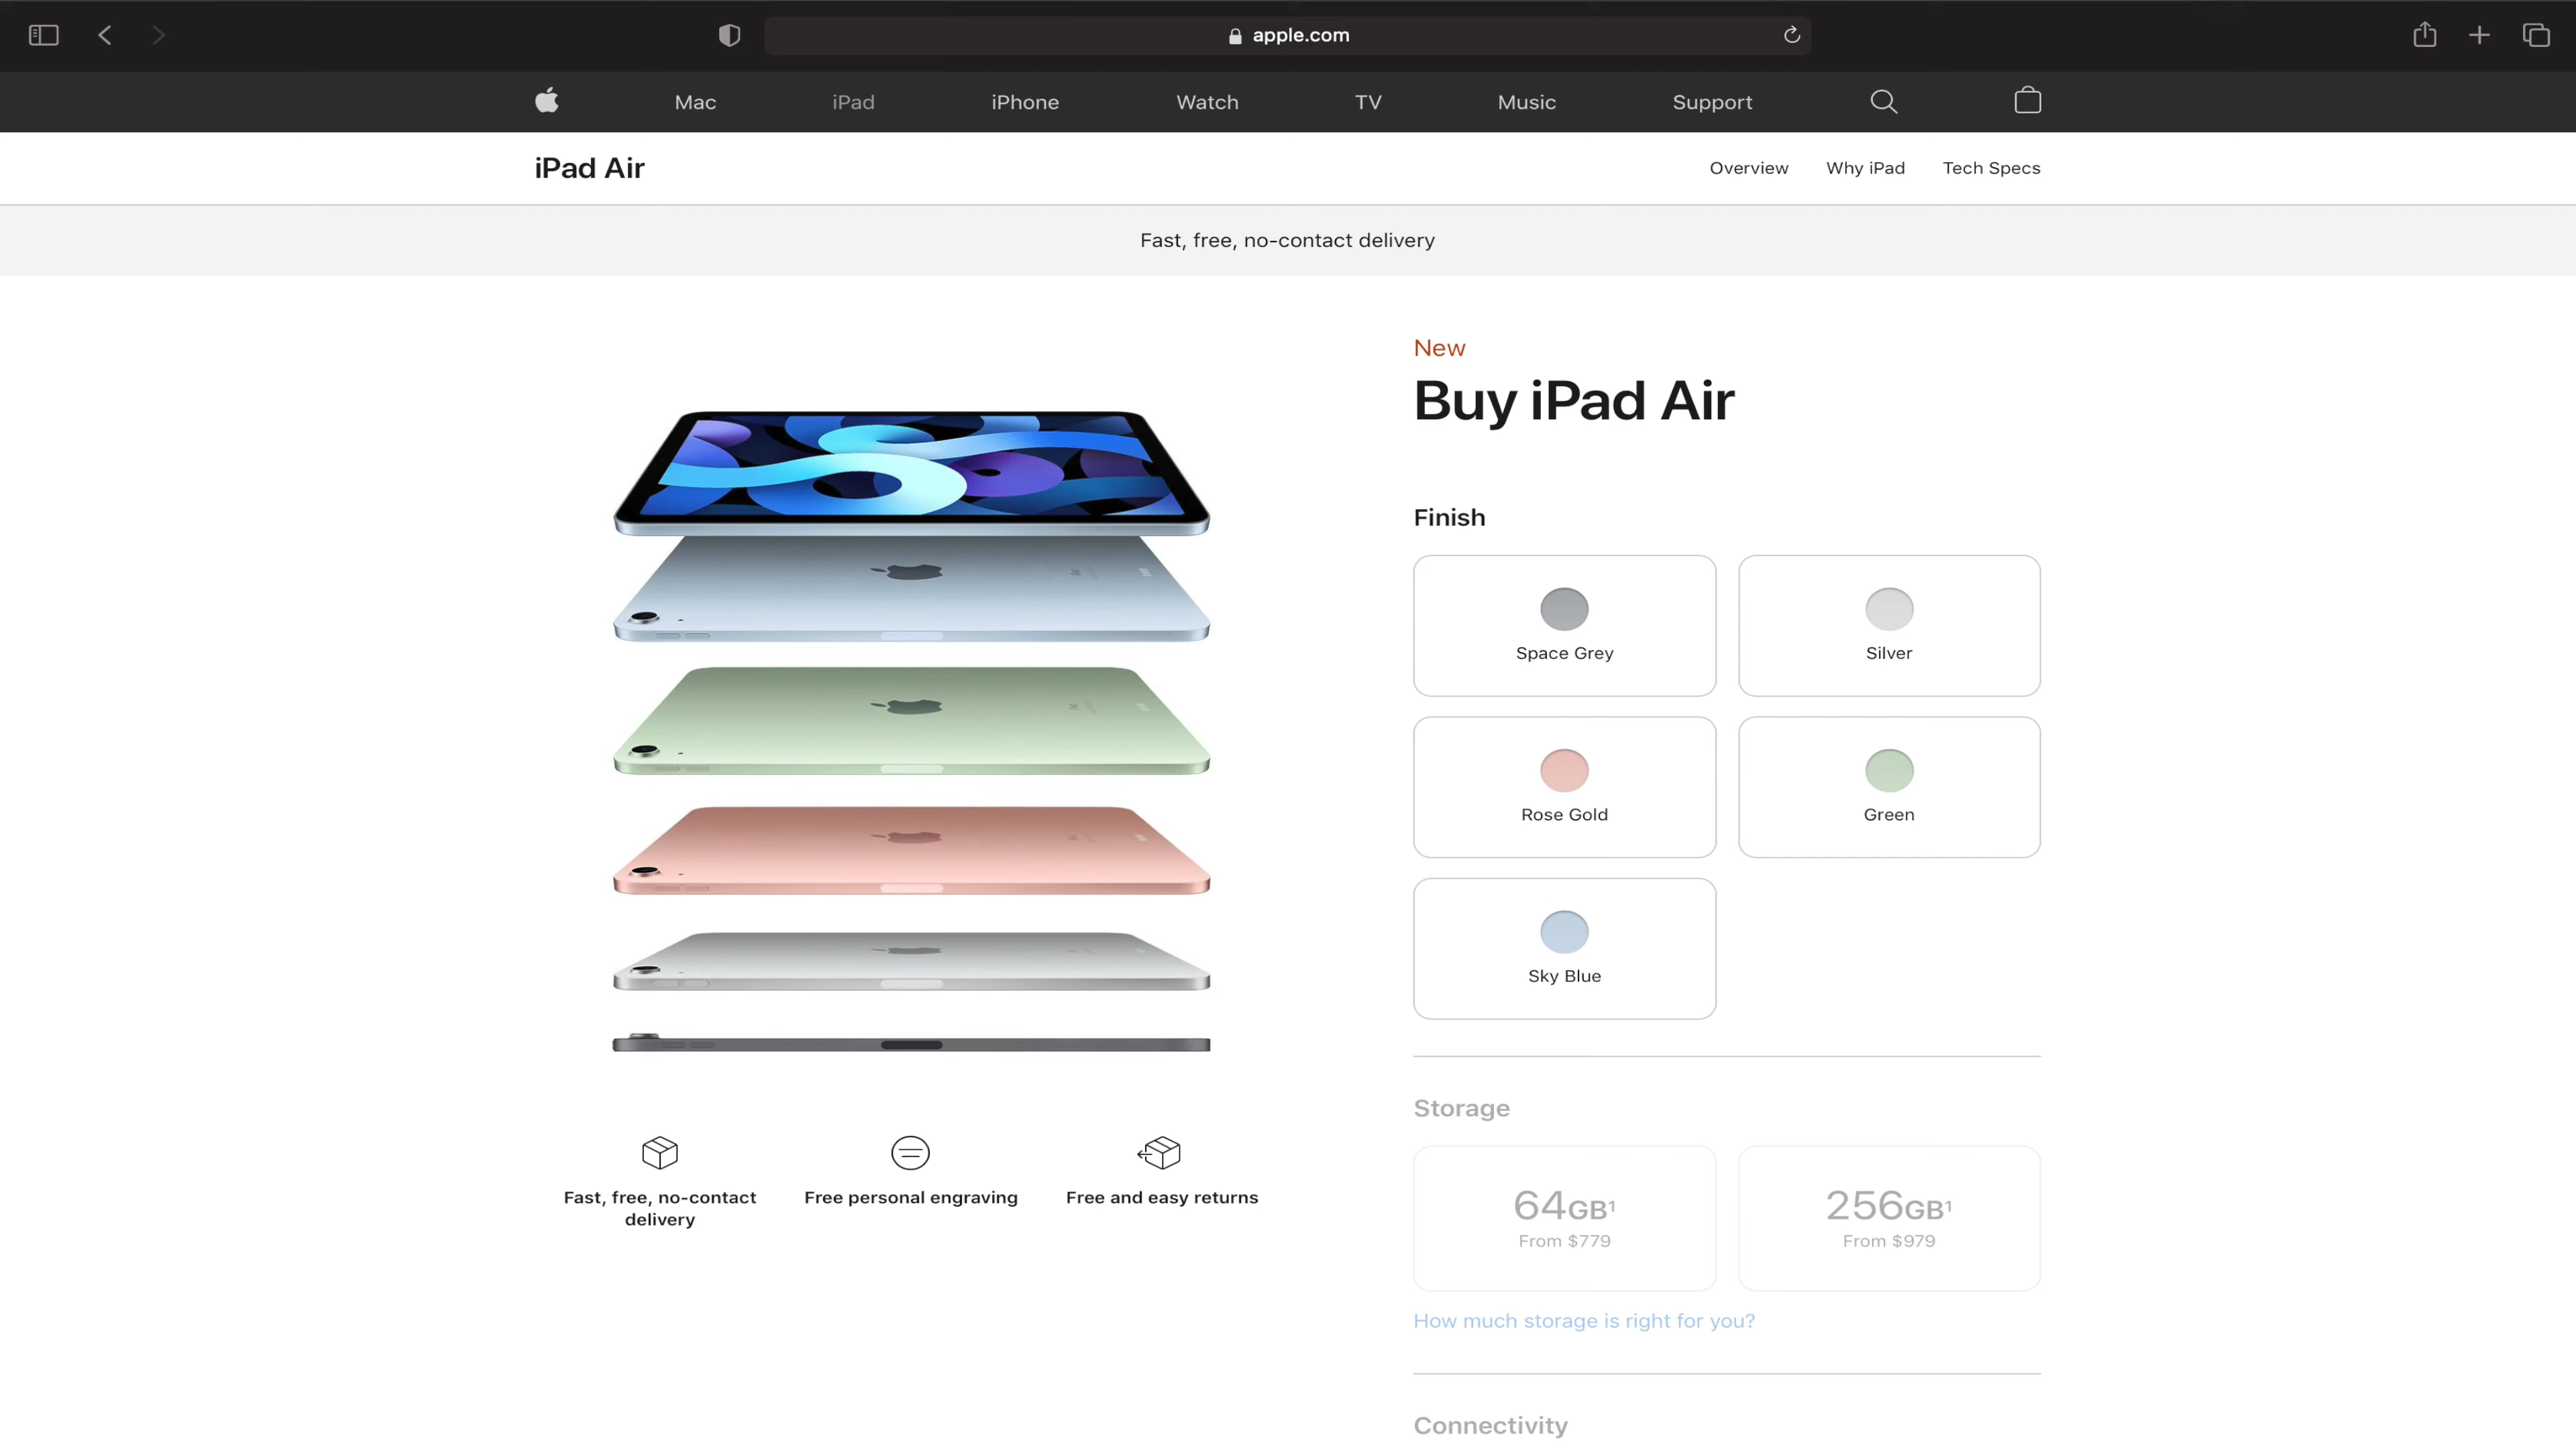 apple.com
Mac iPad iPhone Watch TV Music Support
iPad Air
Overview Why iPad Tech Specs
Fast, free, no-contact delivery
New
Buy iPad Air
Finish
Space Grey
Silver
Rose Gold
Green
Sky Blue
Fast, free, no-contact
delivery
Free personal engraving
Free and easy returns
Storage
64GB¹
From $779
256GB¹
From $979
How much storage is right for you?
Connectivity